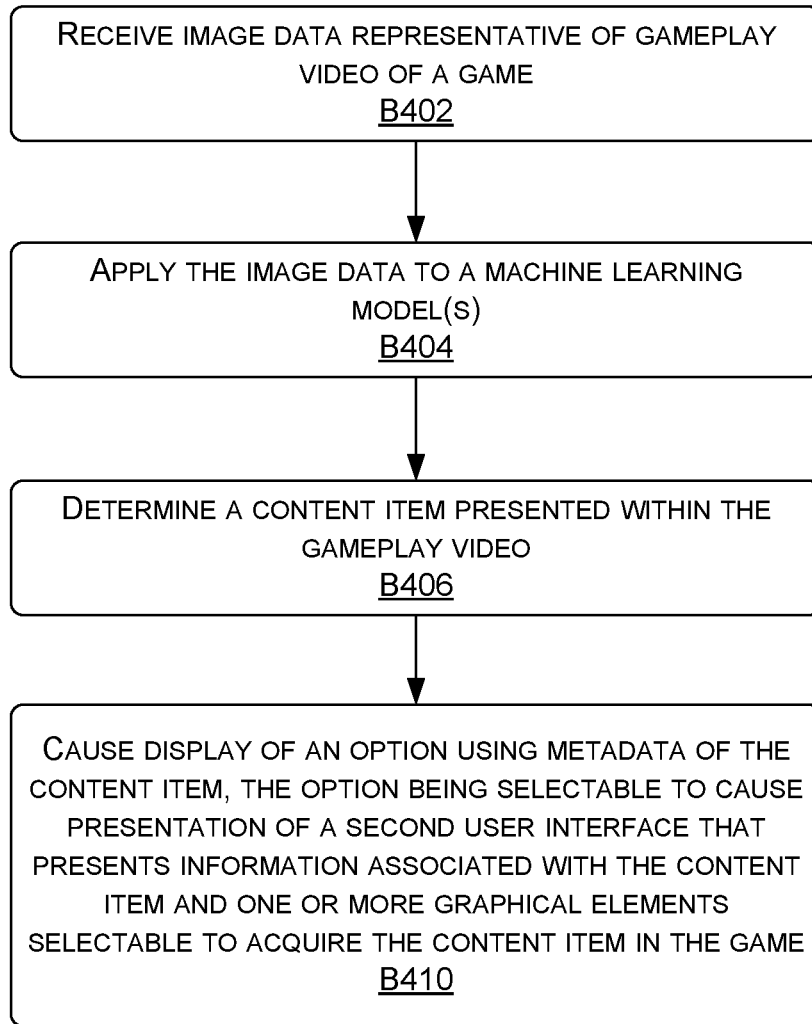 RECEIVE IMAGE DATA REPRESENTATIVE OF GAMEPLAY
VIDEO OF A GAME
B402
APPLY THE IMAGE DATA TO A MACHINE LEARNING
MODEL(S)
B404
DETERMINE A CONTENT ITEM PRESENTED WITHIN THE
GAMEPLAY VIDEO
B406
CAUSE DISPLAY OF AN OPTION USING METADATA OF THE
CONTENT ITEM, THE OPTION BEING SELECTABLE TO CAUSE
PRESENTATION OF A SECOND USER INTERFACE THAT
PRESENTS INFORMATION ASSOCIATED WITH THE CONTENT
ITEM AND ONE OR MORE GRAPHICAL ELEMENTS
SELECTABLE TO ACQUIRE THE CONTENT ITEM IN THE GAME
B410